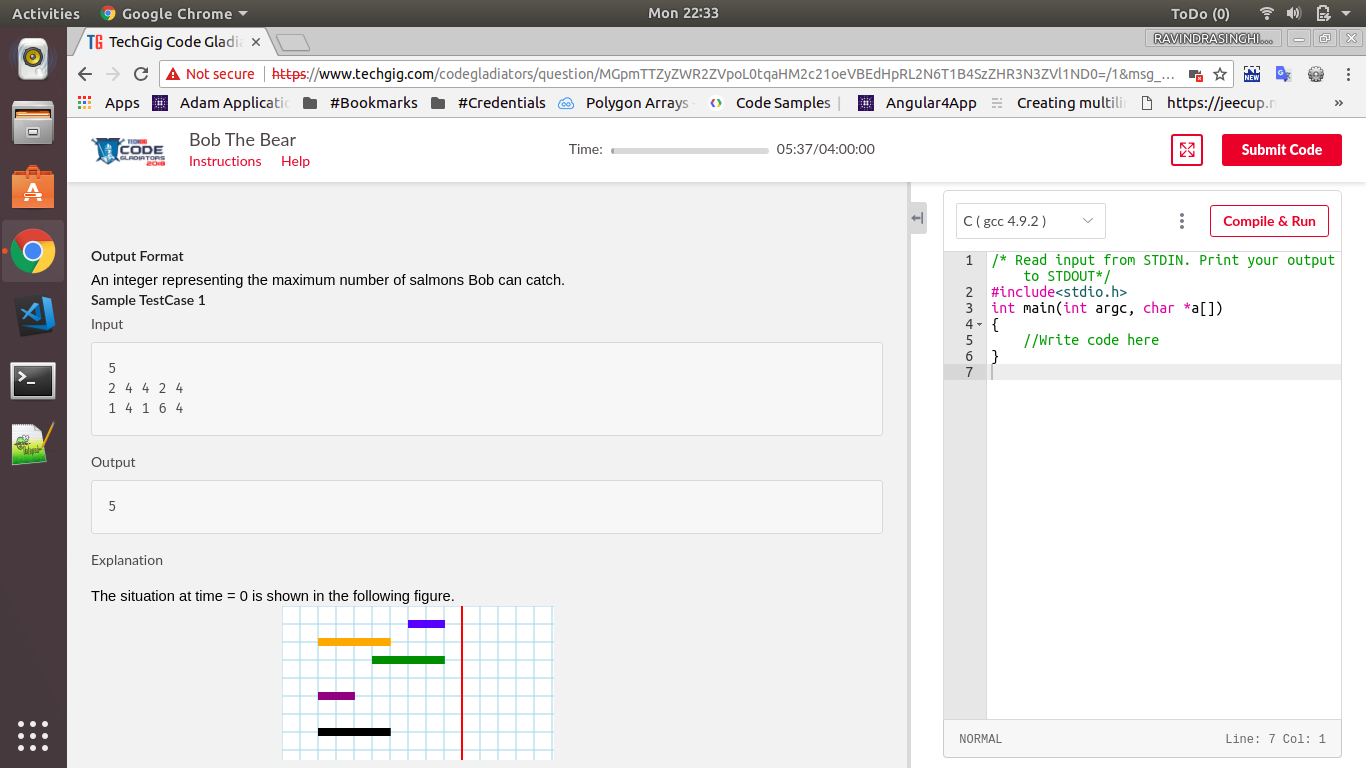 Activities Google Chrome Mon 22:33 ToDo (0)
TG TechGig Code Gladi RAVINDRASINGHI....
Not secure https://www.techgig.com/codegladiators/question/MGpmTTZyZWR2ZVpoL0tqaHM2c21oeVBEdHpRL2N6T1B4SzZHR3N3ZVl1ND0=/1&msg_...
Apps Adam Applicatio #Bookmarks #Credentials Polygon Arrays Code Samples | Angular4App Creating multili https://jeecup.n »
TECHGIG CODE GLADIATORS 2018
Bob The Bear
Instructions Help
Time: 05:37/04:00:00
Submit Code
Output Format
An integer representing the maximum number of salmons Bob can catch.
Sample TestCase 1
Input
5
2 4 4 2 4
1 4 1 6 4
Output
5
Explanation
The situation at time = 0 is shown in the following figure.
C ( gcc 4.9.2 ) Compile & Run
1 /* Read input from STDIN. Print your output
to STDOUT*/
2 #include<stdio.h>
3 int main(int argc, char *a[])
4 {
5 //Write code here
6 }
7
NORMAL Line: 7 Col: 1